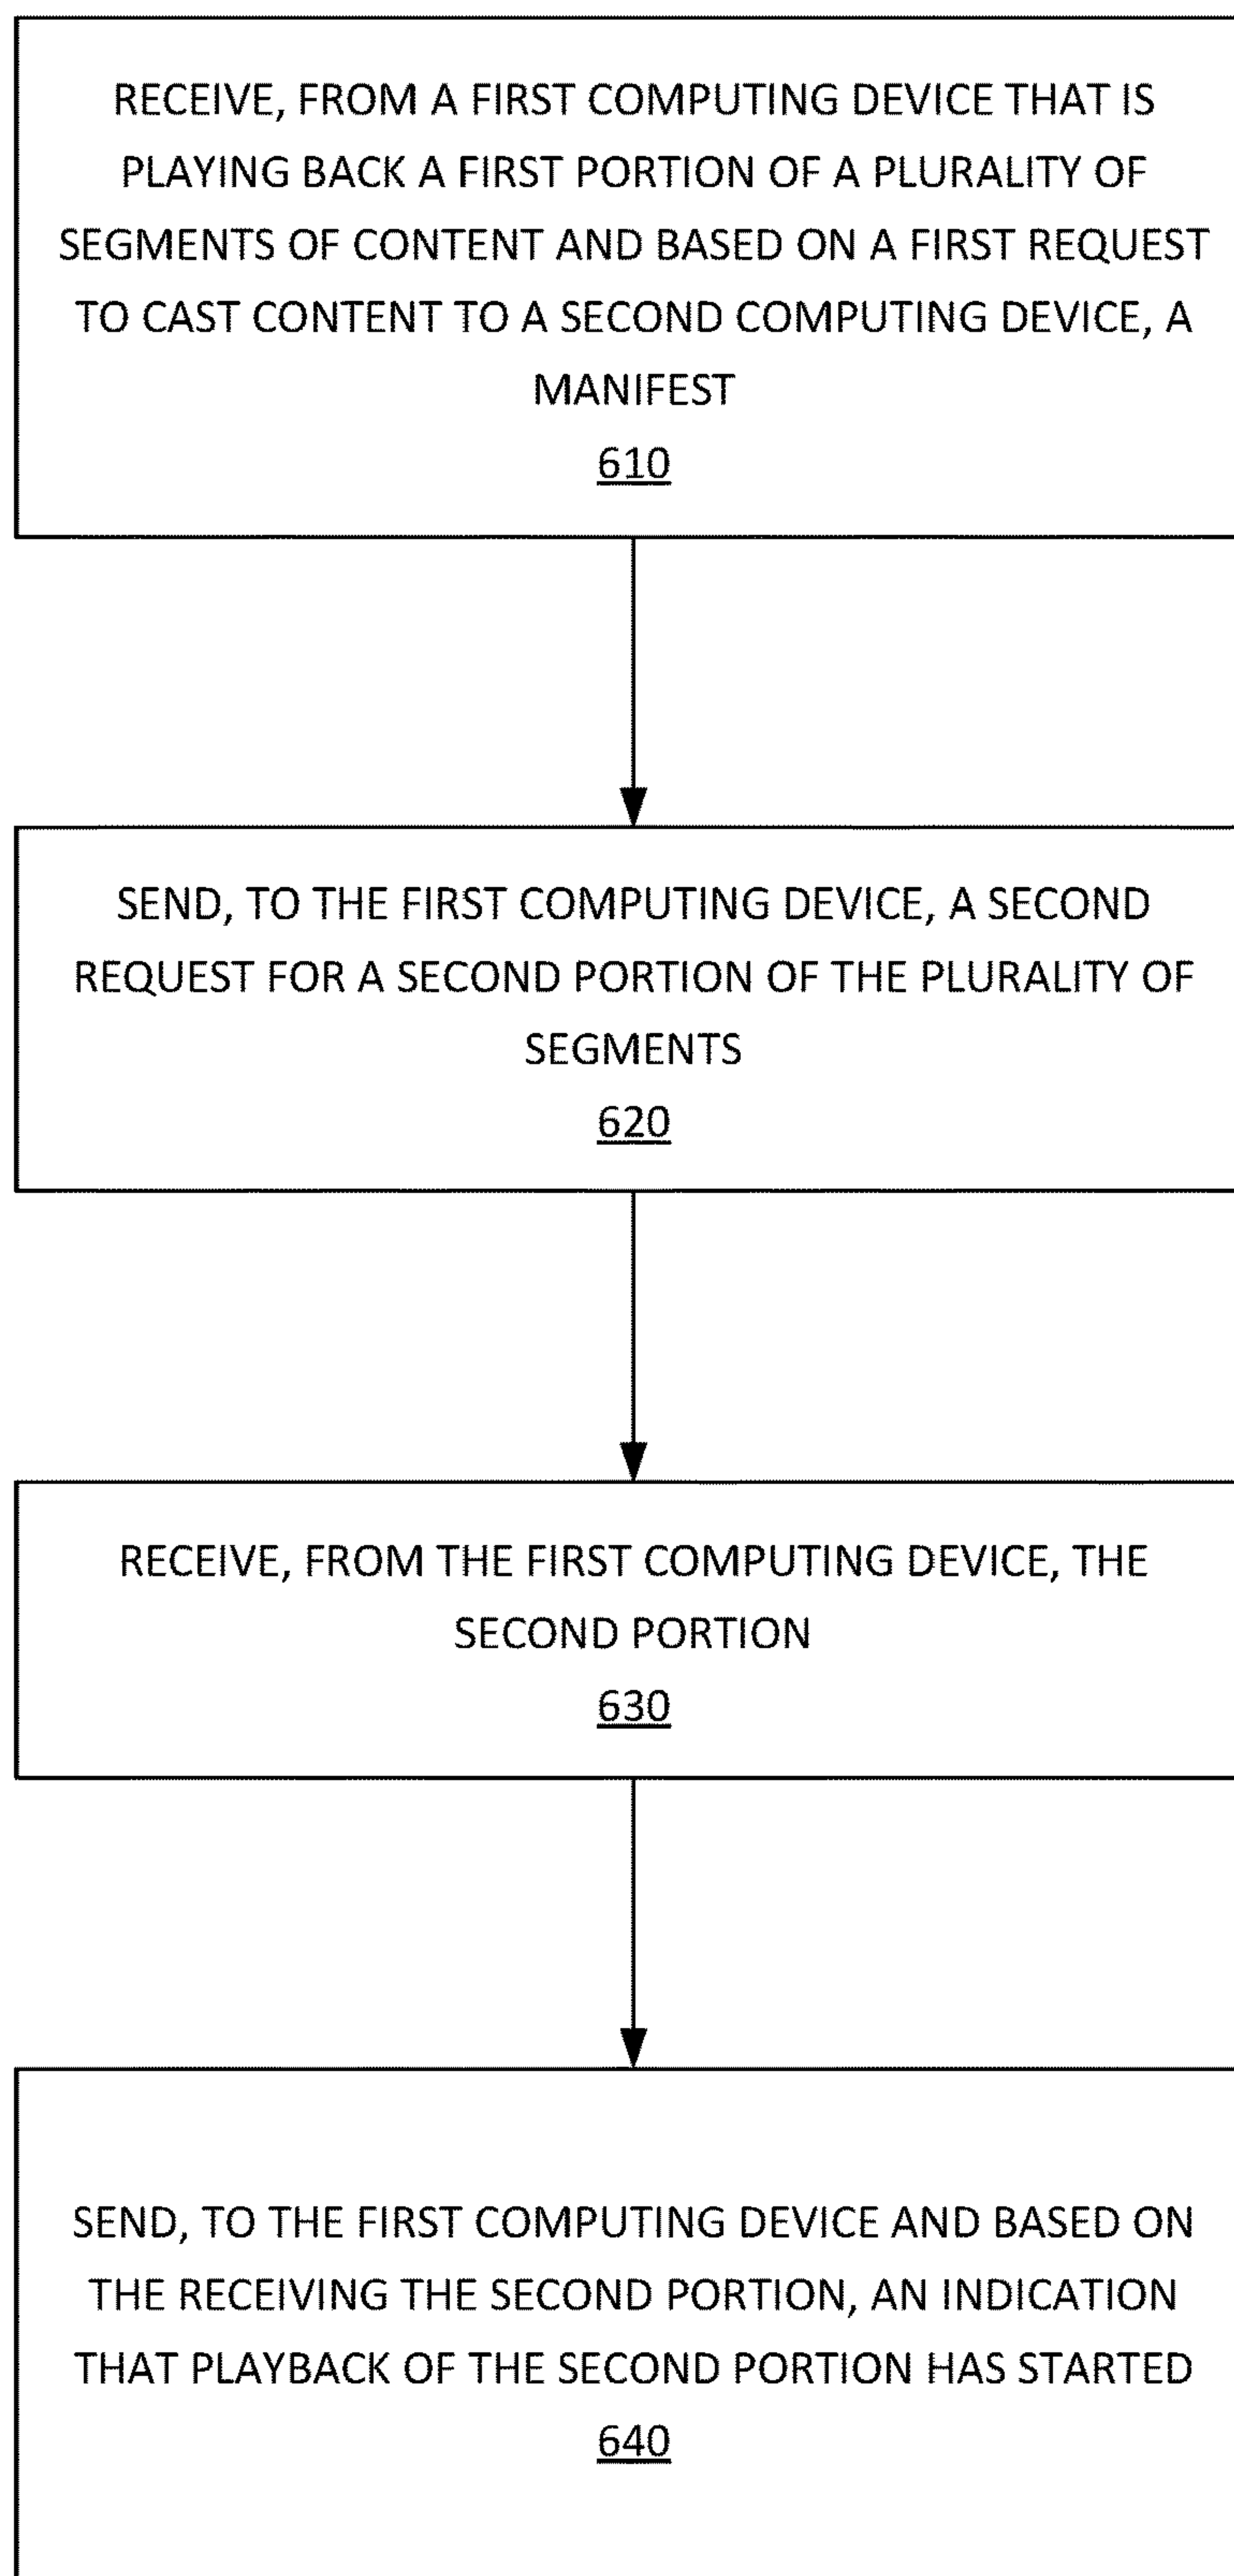 RECEIVE, FROM A FIRST COMPUTING DEVICE THAT IS
PLAYING BACK A FIRST PORTION OF A PLURALITY OF
SEGMENTS OF CONTENT AND BASED ON A FIRST REQUEST
TO CAST CONTENT TO A SECOND COMPUTING DEVICE, A
MANIFEST
610
SEND, TO THE FIRST COMPUTING DEVICE, A SECOND
REQUEST FOR A SECOND PORTION OF THE PLURALITY OF
SEGMENTS
620
RECEIVE, FROM THE FIRST COMPUTING DEVICE, THE
SECOND PORTION
630
SEND, TO THE FIRST COMPUTING DEVICE AND BASED ON
THE RECEIVING THE SECOND PORTION, AN INDICATION
THAT PLAYBACK OF THE SECOND PORTION HAS STARTED
640